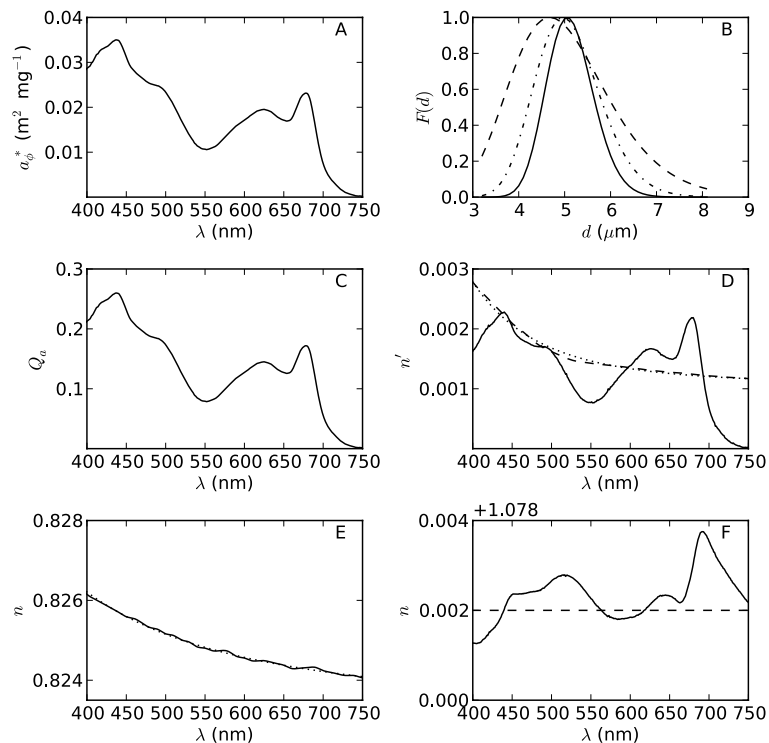 A
a*ϕ (m² mg⁻¹)
0.04
0.03
0.02
0.01
400 450 500 550 600 650 700 750
λ (nm)
B
F(d)
1.0
0.8
0.6
0.4
0.2
0.0
3 4 5 6 7 8 9
d (μm)
C
Qa
0.3
0.2
0.1
400 450 500 550 600 650 700 750
λ (nm)
D
n′
0.003
0.002
0.001
400 450 500 550 600 650 700 750
λ (nm)
E
n
0.828
0.826
0.824
400 450 500 550 600 650 700 750
λ (nm)
+1.078
F
n
0.004
0.002
0.000
400 450 500 550 600 650 700 750
λ (nm)